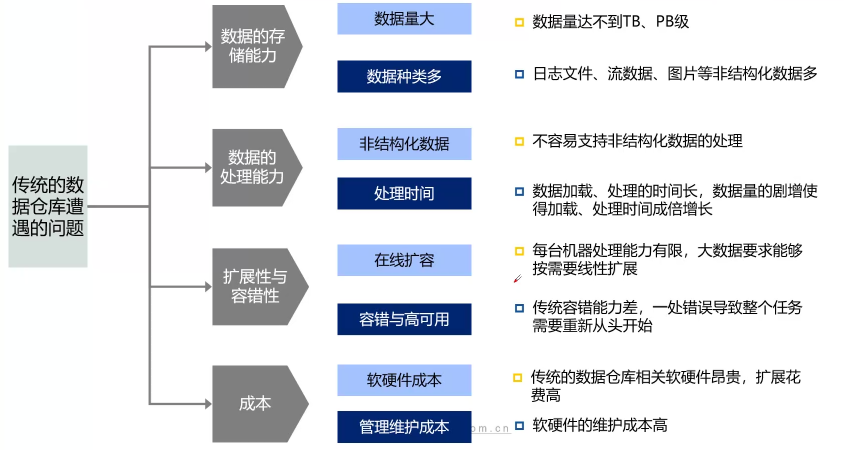 传统的数
据仓库遭
遇的问题
数据的存
储能力
数据量大
数据量达不到TB、PB级
数据种类多
日志文件、流数据、图片等非结构化数据多
数据的
处理能力
非结构化数据
不容易支持非结构化数据的处理
处理时间
数据加载、处理的时间长，数据量的剧增使
得加载、处理时间成倍增长
扩展性与
容错性
在线扩容
每台机器处理能力有限，大数据要求能够
按需要线性扩展
容错与高可用
传统容错能力差，一处错误导致整个任务
需要重新从头开始
成本
软硬件成本
传统的数据仓库相关软硬件昂贵，扩展花
费高
管理维护成本
om.cn
软硬件的维护成本高